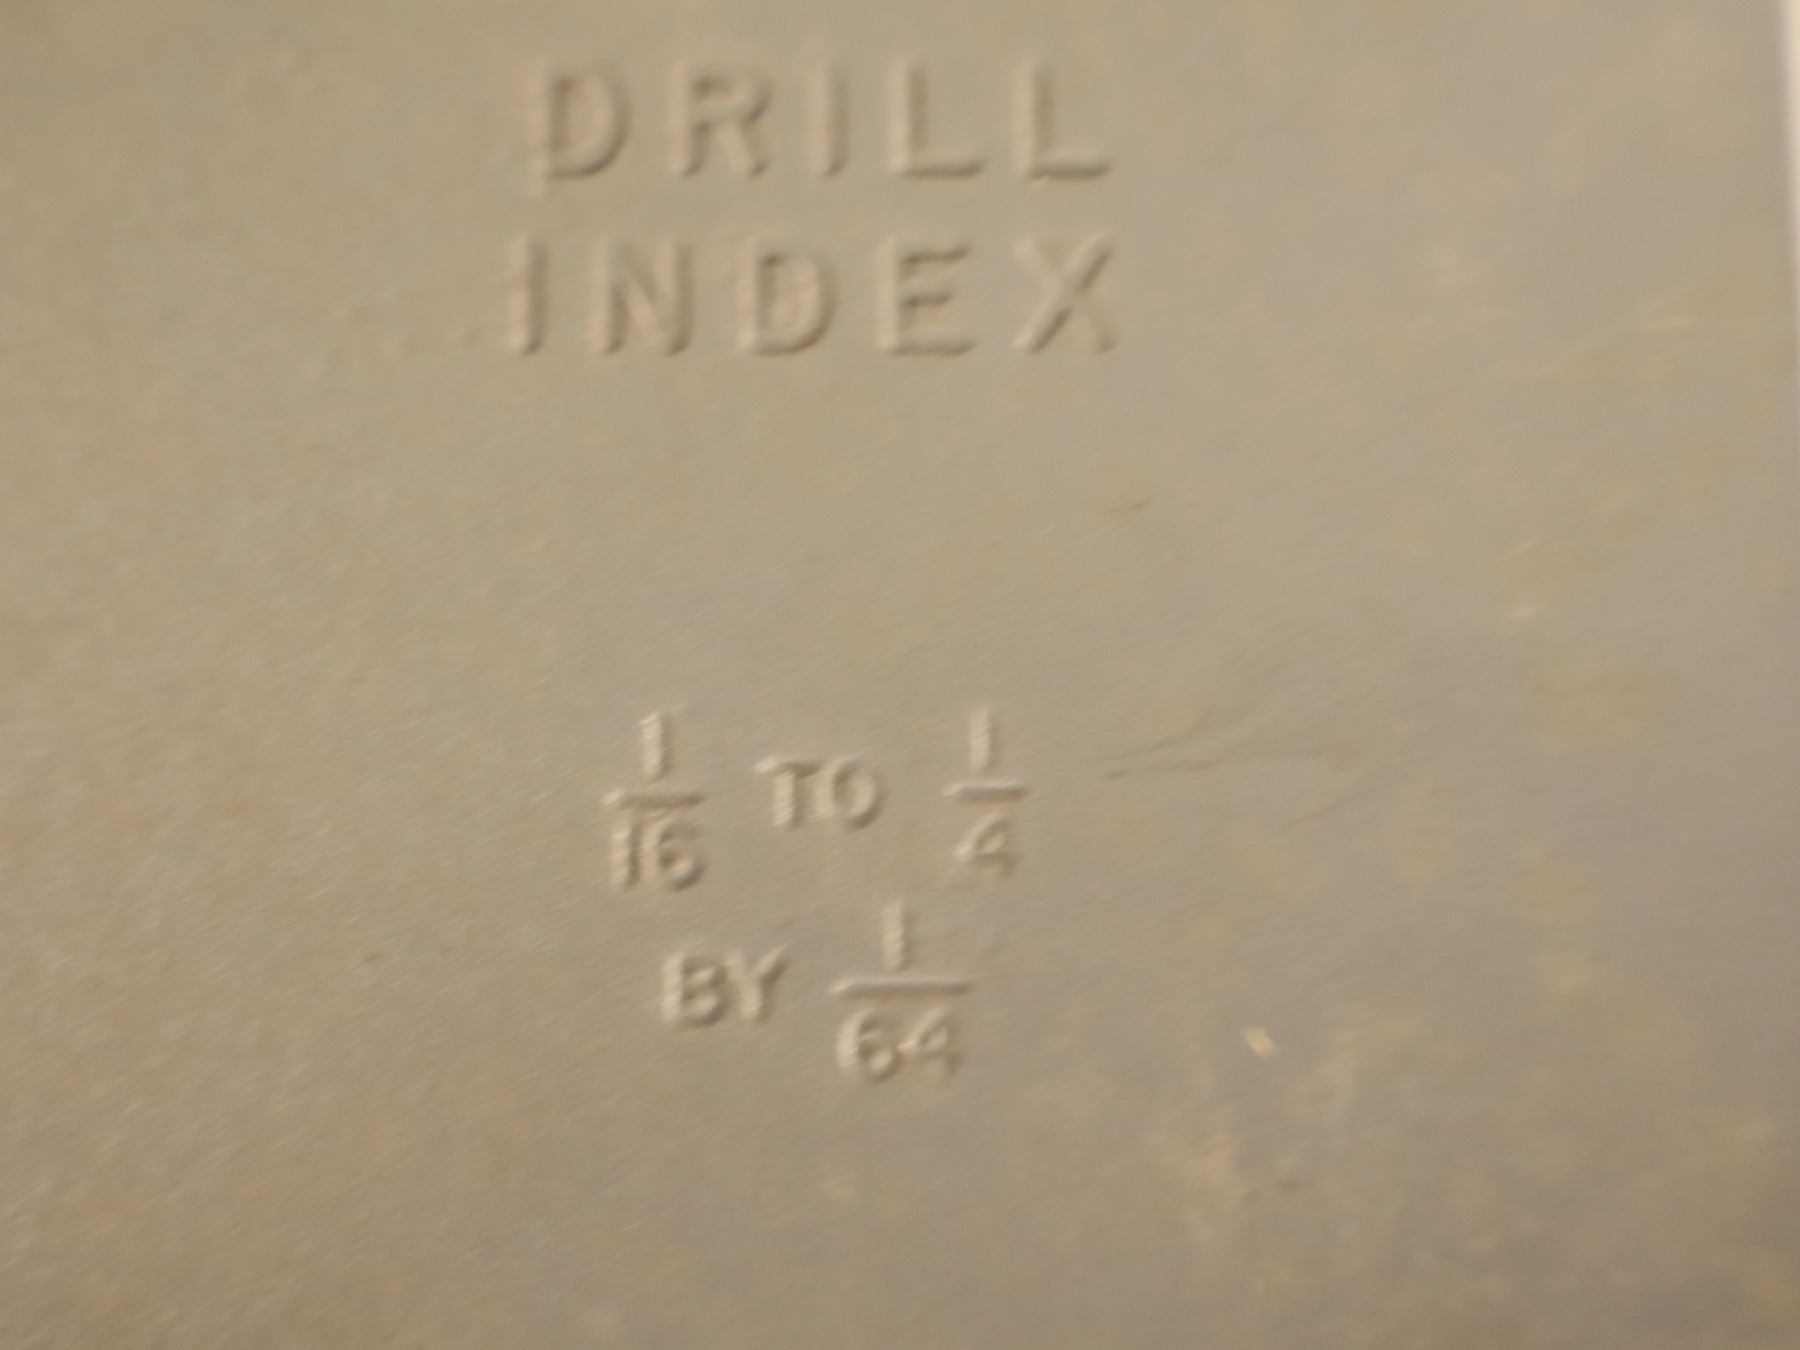 DRILL
INDEX
1/16 TO 1/4
BY 1/64